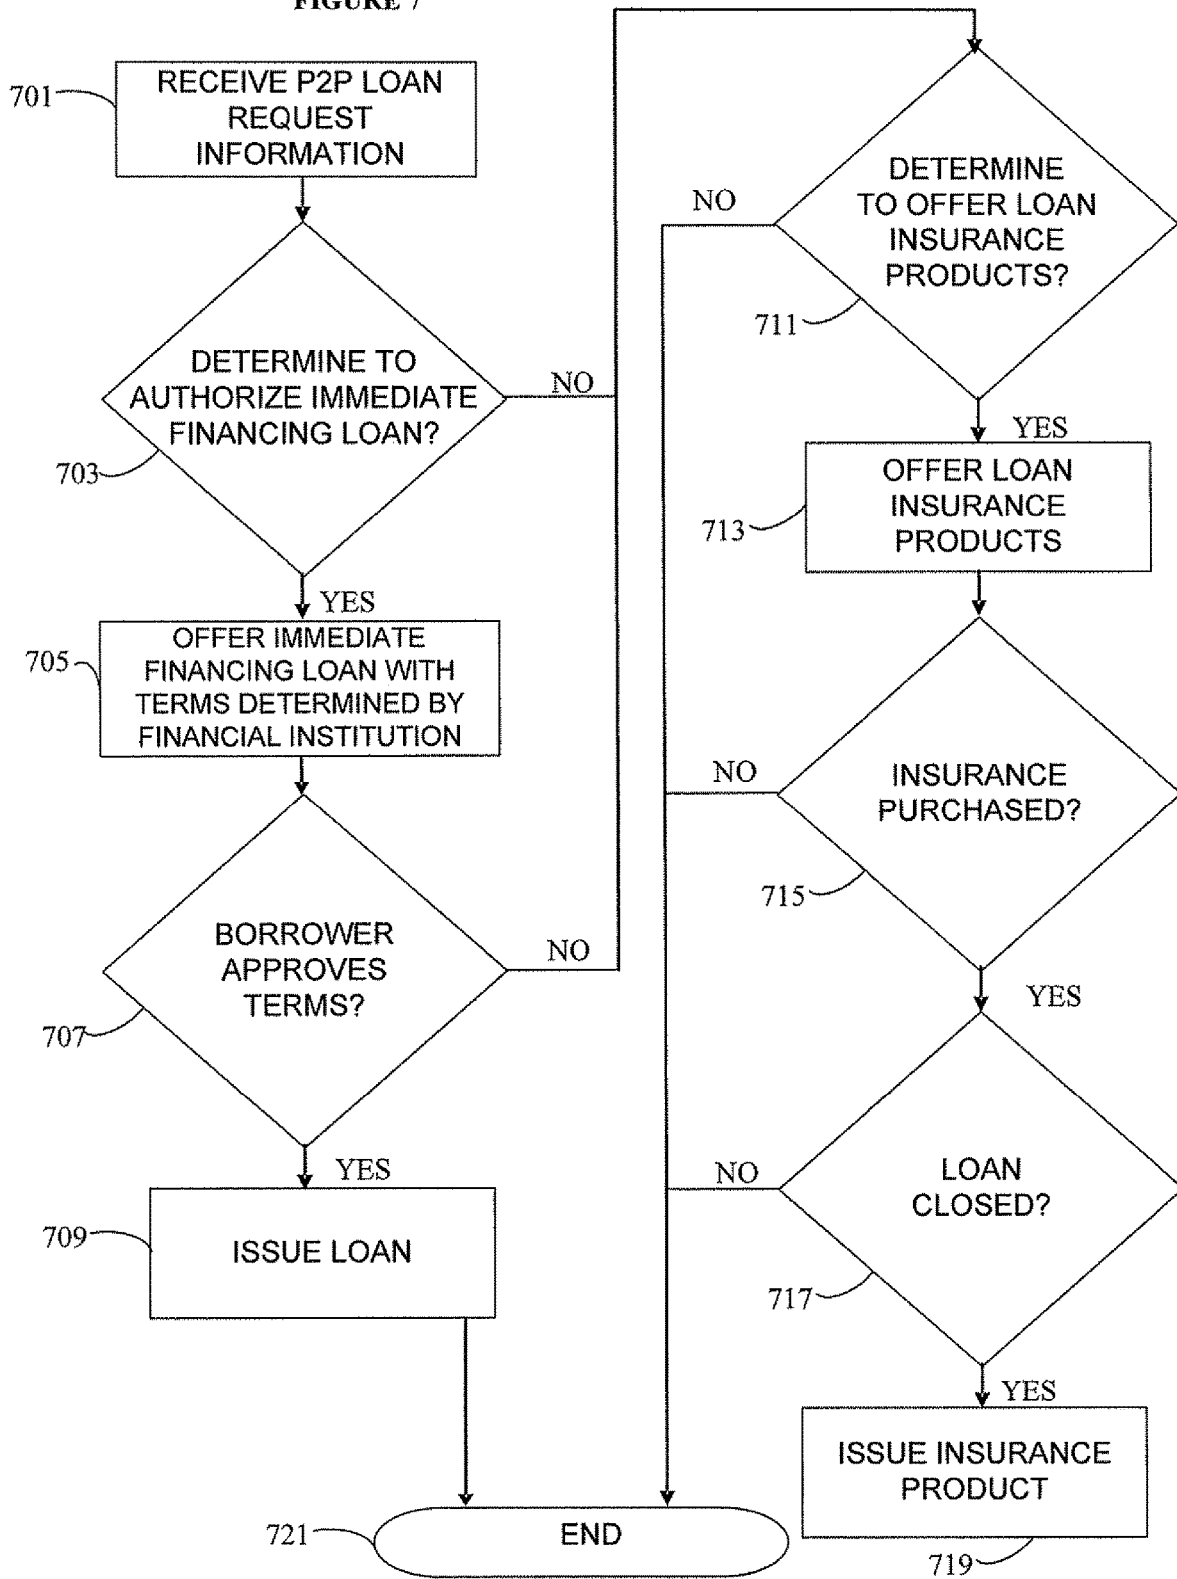 FIGURE 7
701
RECEIVE P2P LOAN
REQUEST
INFORMATION
DETERMINE TO
AUTHORIZE IMMEDIATE
FINANCING LOAN?
NO
703
YES
705
OFFER IMMEDIATE
FINANCING LOAN WITH
TERMS DETERMINED BY
FINANCIAL INSTITUTION
BORROWER
APPROVES
TERMS?
NO
707
YES
709
ISSUE LOAN
DETERMINE
TO OFFER LOAN
INSURANCE
PRODUCTS?
NO
711
YES
OFFER LOAN
INSURANCE
PRODUCTS
713
NO
INSURANCE
PURCHASED?
715
YES
NO
LOAN
CLOSED?
717
YES
ISSUE INSURANCE
PRODUCT
719
721
END